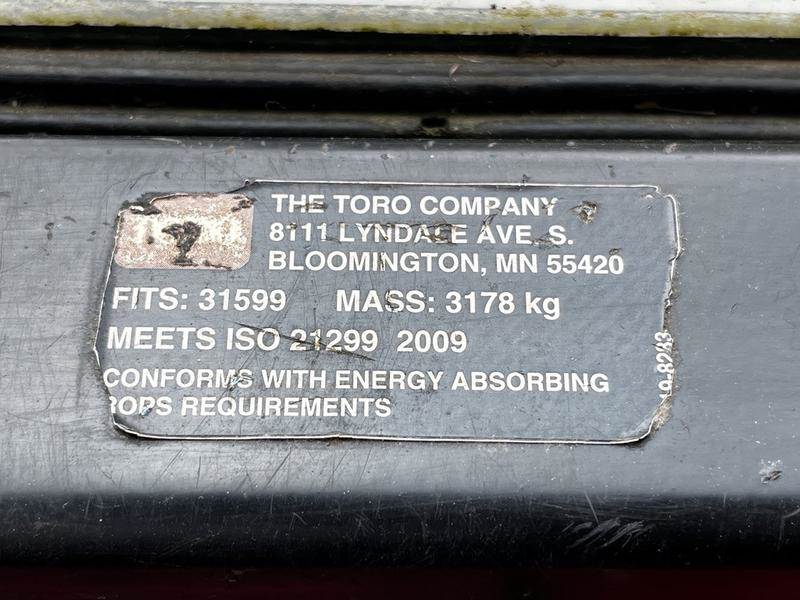 THE TORO COMPANY
8111 LYNDALE AVE. S.
BLOOMINGTON, MN 55420
FITS: 31599 MASS: 3178 kg
MEETS ISO 21299 2009
CONFORMS WITH ENERGY ABSORBING
ROPS REQUIREMENTS